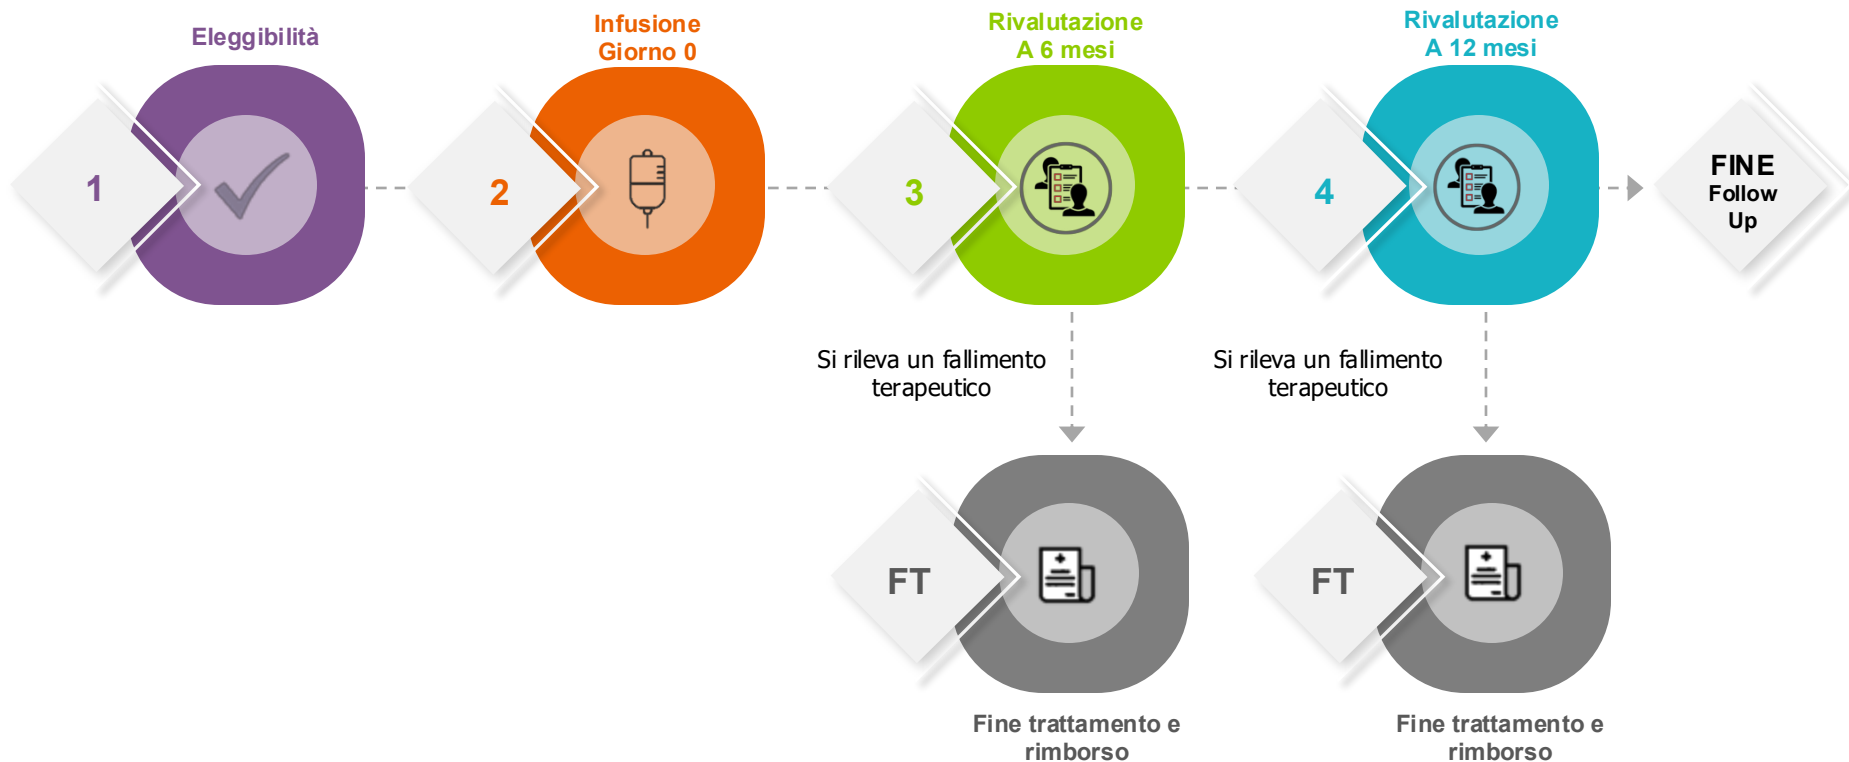 Eleggibilità
Infusione
Giorno 0
Rivalutazione
A 6 mesi
Rivalutazione
A 12 mesi
1
2
3
4
FINE
Follow
Up
Si rileva un fallimento
terapeutico
Si rileva un fallimento
terapeutico
FT
FT
Fine trattamento e
rimborso
Fine trattamento e
rimborso